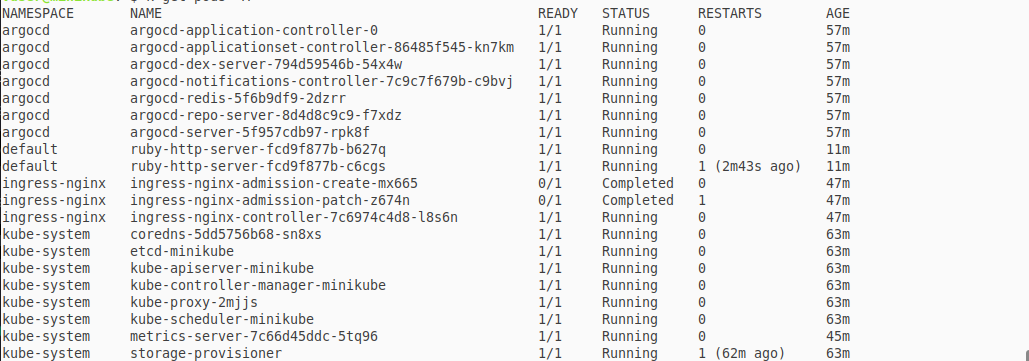 NAMESPACE NAME READY STATUS RESTARTS AGE
argocd argocd-application-controller-0 1/1 Running 0 57m
argocd argocd-applicationset-controller-86485f545-kn7km 1/1 Running 0 57m
argocd argocd-dex-server-794d59546b-54x4w 1/1 Running 0 57m
argocd argocd-notifications-controller-7c9c7f679b-c9bvj 1/1 Running 0 57m
argocd argocd-redis-5f6b9df9-2dzrr 1/1 Running 0 57m
argocd argocd-repo-server-8d4d8c9c9-f7xdz 1/1 Running 0 57m
argocd argocd-server-5f957cdb97-rpk8f 1/1 Running 0 57m
default ruby-http-server-fcd9f877b-b627q 1/1 Running 0 11m
default ruby-http-server-fcd9f877b-c6cgs 1/1 Running 1 (2m43s ago) 11m
ingress-nginx ingress-nginx-admission-create-mx665 0/1 Completed 0 47m
ingress-nginx ingress-nginx-admission-patch-z674n 0/1 Completed 1 47m
ingress-nginx ingress-nginx-controller-7c6974c4d8-l8s6n 1/1 Running 0 47m
kube-system coredns-5dd5756b68-sn8xs 1/1 Running 0 63m
kube-system etcd-minikube 1/1 Running 0 63m
kube-system kube-apiserver-minikube 1/1 Running 0 63m
kube-system kube-controller-manager-minikube 1/1 Running 0 63m
kube-system kube-proxy-2mjjs 1/1 Running 0 63m
kube-system kube-scheduler-minikube 1/1 Running 0 63m
kube-system metrics-server-7c66d45ddc-5tq96 1/1 Running 0 45m
kube-system storage-provisioner 1/1 Running 1 (62m ago) 63m